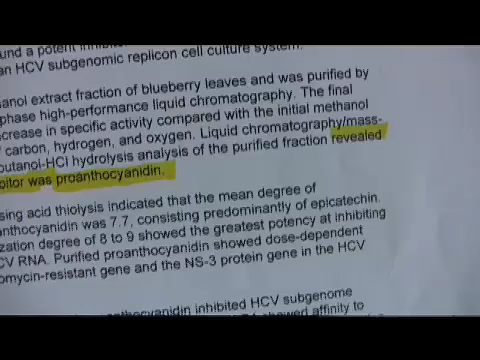 und a potent inhibit
an HCV subgenomic replicon cell culture system.
anol extract fraction of blueberry leaves and was purified by
phase high-performance liquid chromatography. The final
crease in specific activity compared with the initial methanol
f carbon, hydrogen, and oxygen. Liquid chromatography/mass-
butanol-HCl hydrolysis analysis of the purified fraction revealed
bitor was proanthocyanidin.
sing acid thiolysis indicated that the mean degree of
anthocyanidin was 7.7, consisting predominantly of epicatechin.
ization degree of 8 to 9 showed the greatest potency at inhibiting
CV RNA. Purified proanthocyanidin showed dose-dependent
omycin-resistant gene and the NS-3 protein gene in the HCV
nthocyanidin inhibited HCV subgenome
showed affinity to